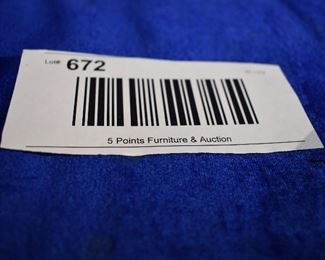 Lot#: 672
5 Points Furniture & Auction